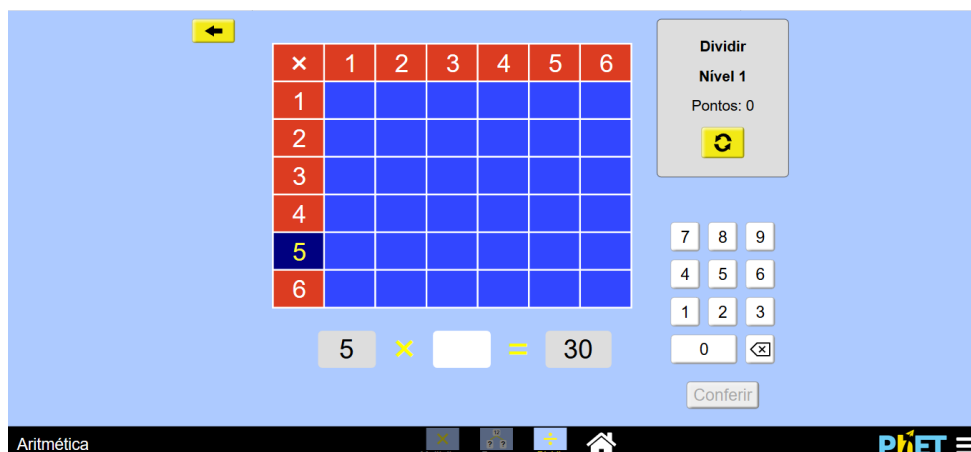 × 1 2 3 4 5 6
1
2
3
4
5
6
5 × = 30
Dividir
Nível 1
Pontos: 0
7 8 9
4 5 6
1 2 3
0
Conferir
Aritmética
PhET